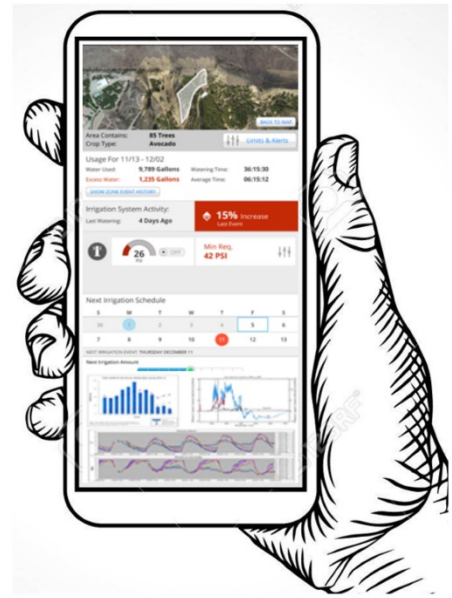 BACK TO MAP
Area Contains: 85 Trees
Crop Type: Avocado
Limits & Alerts
Usage For 11/13 - 12/02
Water Used: 9,789 Gallons Watering Time: 36:15:30
Excess Water: 1,235 Gallons Average Time: 06:15:12
SHOW ZONE EVENT HISTORY
Irrigation System Activity:
Last Watering: 4 Days Ago
15% Increase
Last Event
26
PSI
OFF
Min Req.
42 PSI
Next Irrigation Schedule
S M T W T F S
30 1 2 3 4 5 6
7 8 9 10 11 12 13
NEXT IRRIGATION EVENT: THURSDAY DECEMBER 11
Next Irrigation Amount